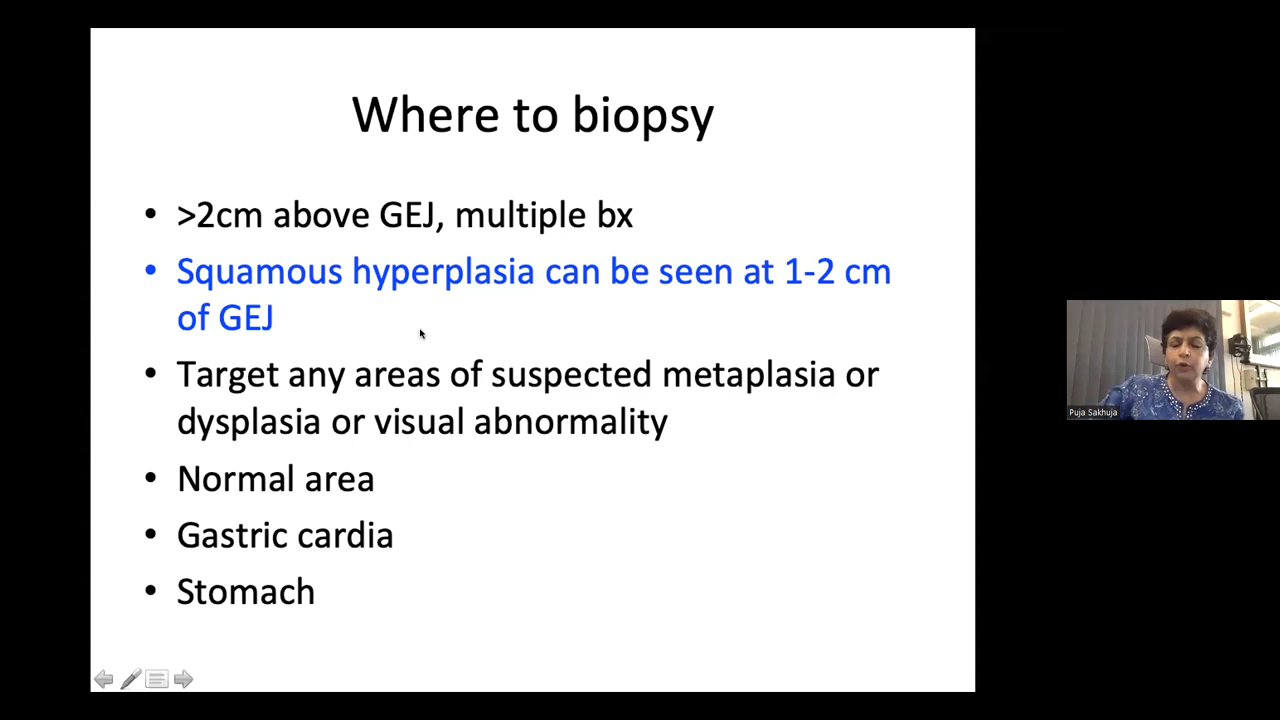 Where to biopsy
• >2cm above GEJ, multiple bx
• Squamous hyperplasia can be seen at 1-2 cm
of GEJ
• Target any areas of suspected metaplasia or
dysplasia or visual abnormality
• Normal area
• Gastric cardia
• Stomach
Puja Sakhuja